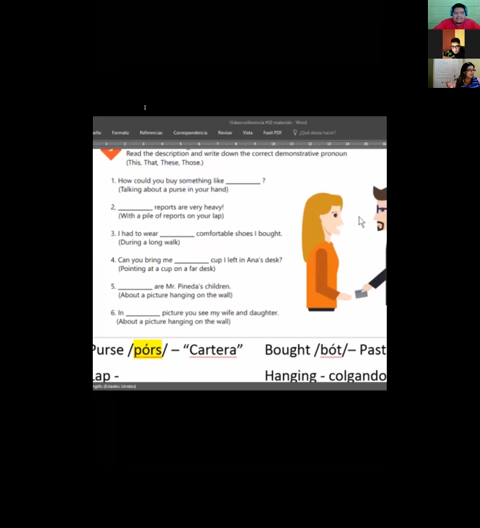 Videoconferencia PSD materiales - Word
Formato Referencias Correspondencia Revisar Vista Foxit PDF ¿Qué desea hacer?
Read the description and write down the correct demonstrative pronoun
(This, That, These, Those.)
1. How could you buy something like __________ ?
(Talking about a purse in your hand)
2. __________ reports are very heavy!
(With a pile of reports on your lap)
3. I had to wear __________ comfortable shoes I bought.
(During a long walk)
4. Can you bring me __________ cup I left in Ana's desk?
(Pointing at a cup on a far desk)
5. __________ are Mr. Pineda's children.
(About a picture hanging on the wall)
6. In __________ picture you see my wife and daughter.
(About a picture hanging on the wall)
Purse /pórs/ – "Cartera" Bought /bót/– Past
Lap - Hanging - colgando